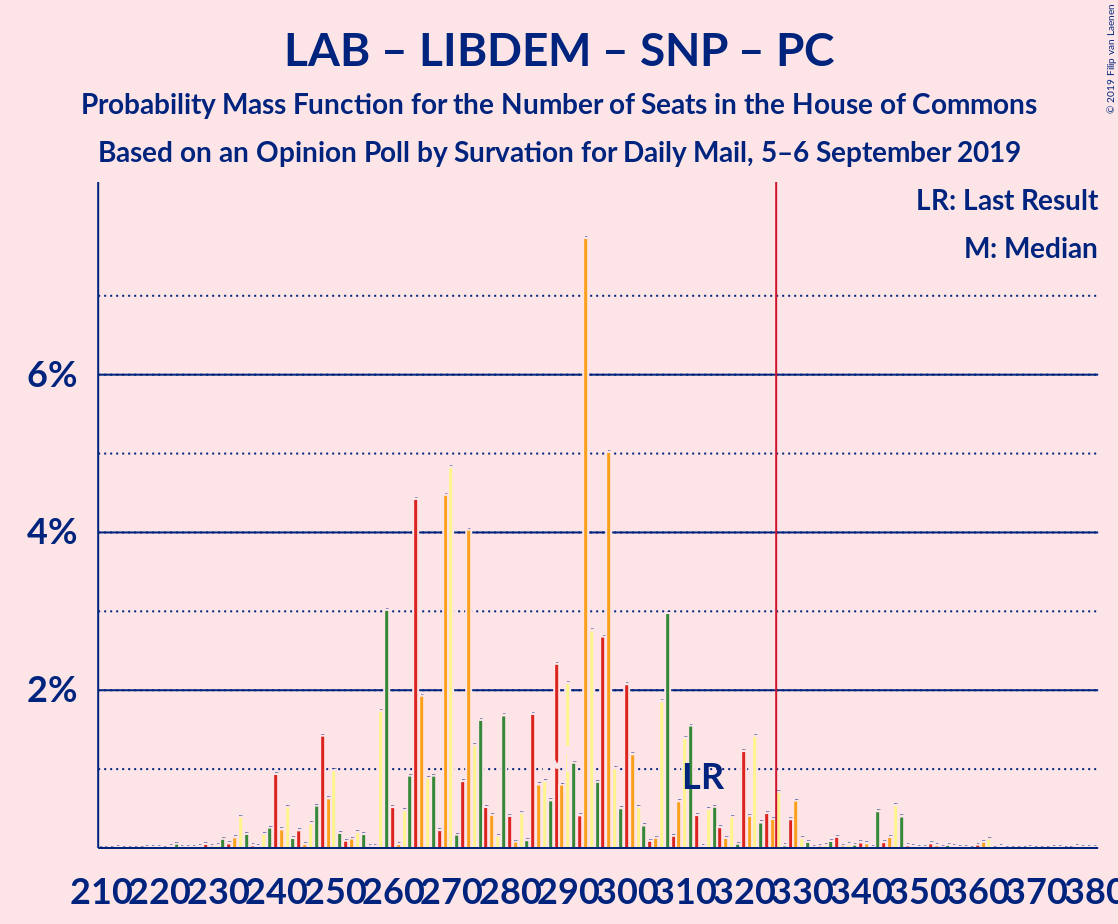 LAB – LIBDEM – SNP – PC
Probability Mass Function for the Number of Seats in the House of Commons
Based on an Opinion Poll by Survation for Daily Mail, 5–6 September 2019
© 2019 Filip van Laenen
LR: Last Result
M: Median
6%
4%
2%
LR
210 220 230 240 250 260 270 280 290 300 310 320 330 340 350 360 370 380